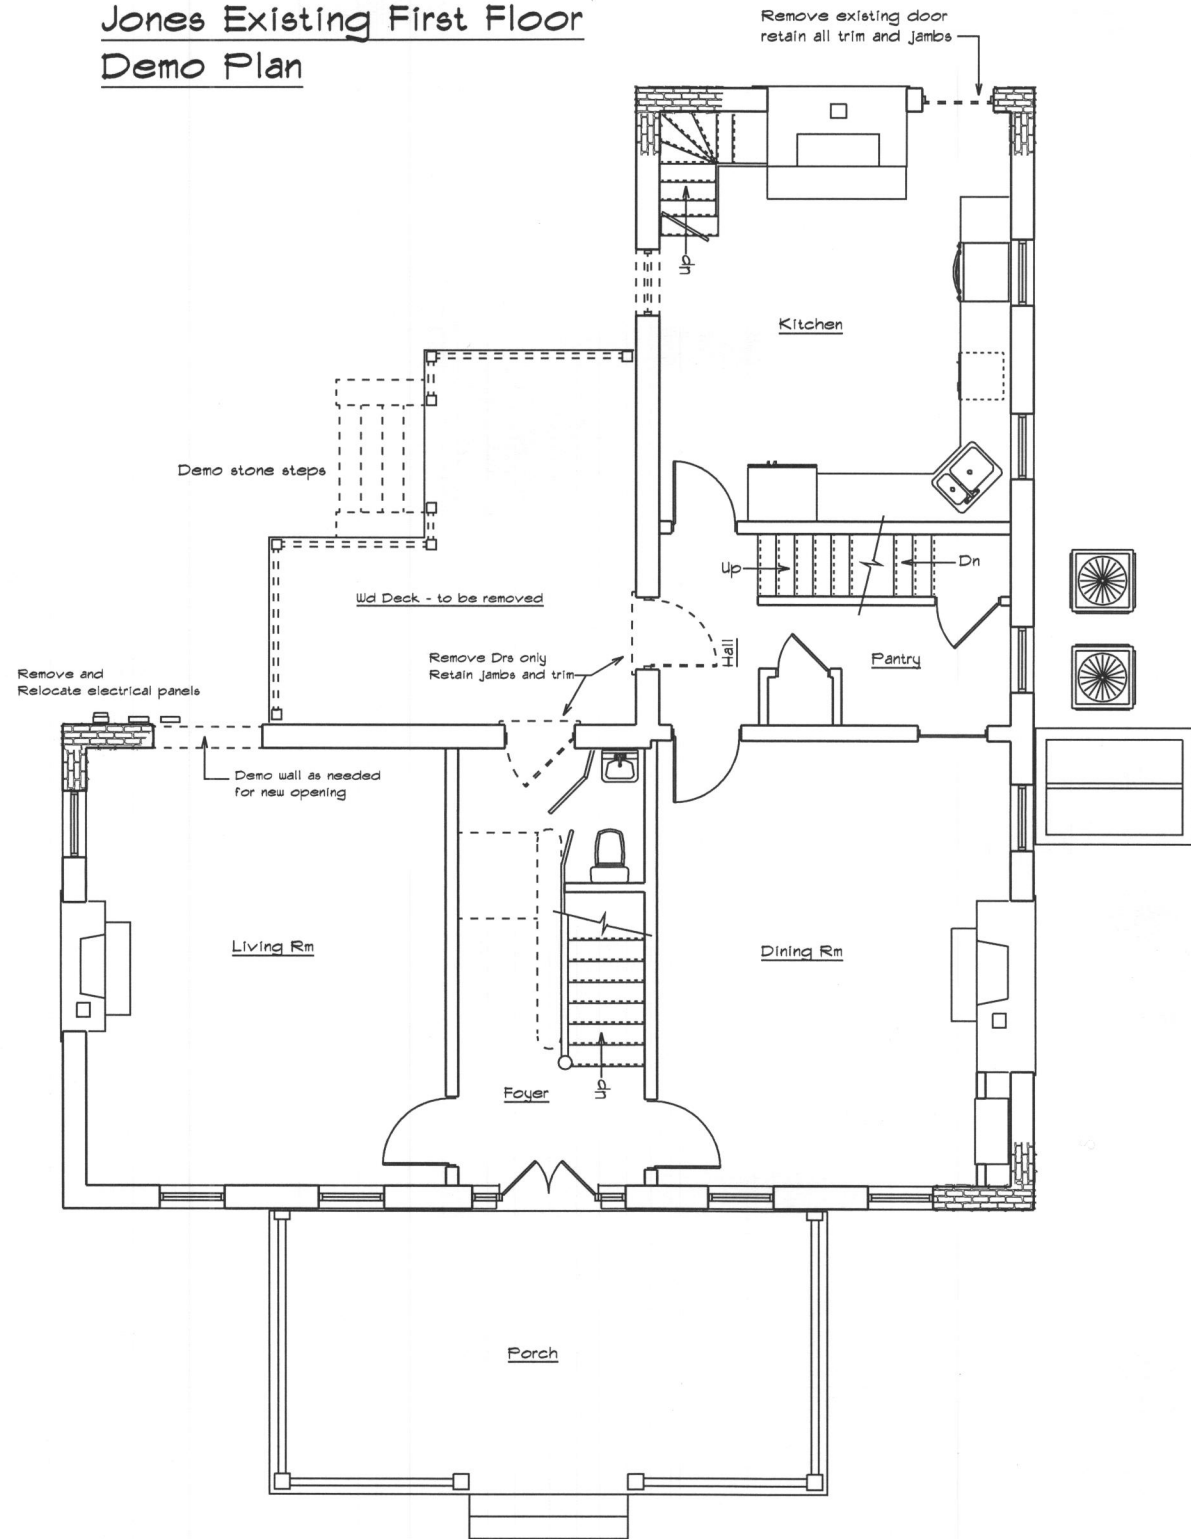 Jones Existing First Floor
Demo Plan
Remove existing door
retain all trim and jambs
dn
Kitchen
Demo stone steps
Up
Dn
Wd Deck - to be removed
Hall
Remove Drs only
Retain jambs and trim
Pantry
Remove and
Relocate electrical panels
Demo wall as needed
for new opening
Living Rm
Dining Rm
Foyer
dn
Porch